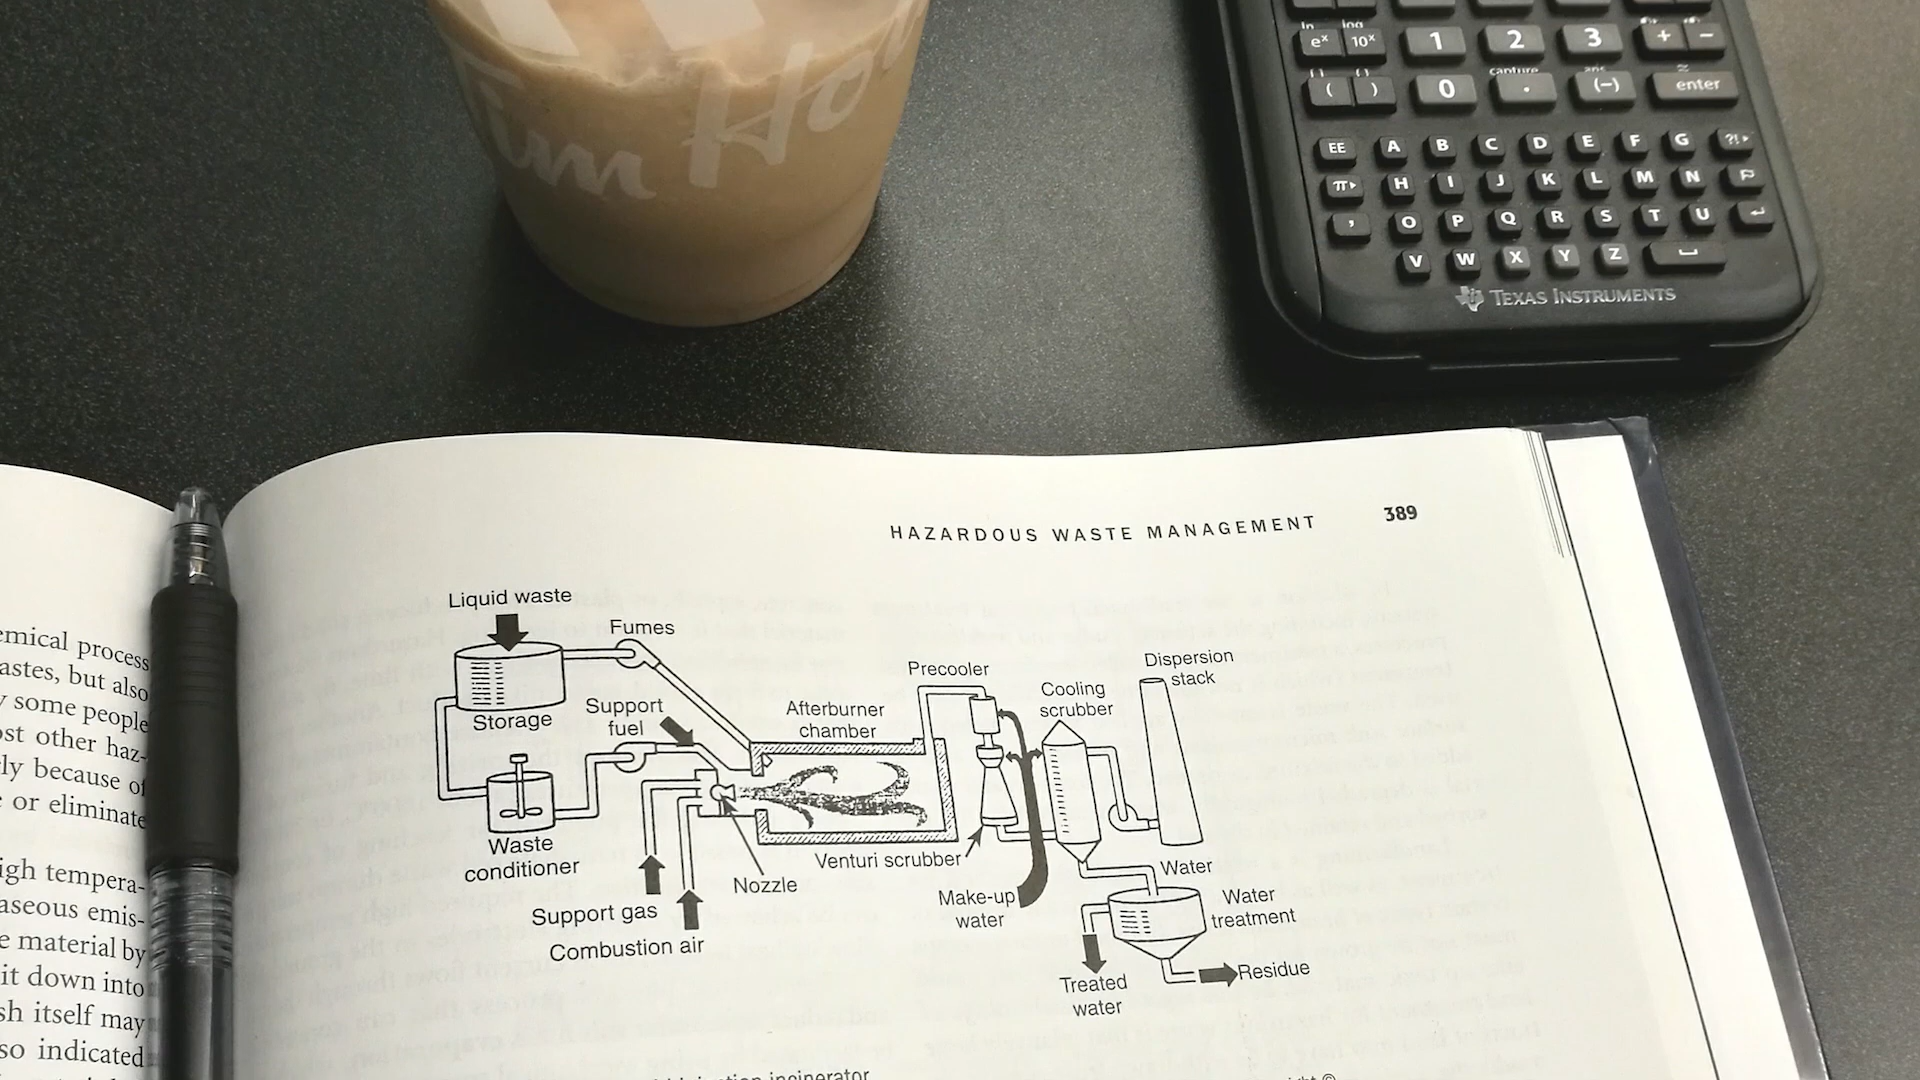 Tim Ho
ln log
eˣ 10ˣ 1 2 3 + −
{ } capture ans ≈
( ) 0 . (−) enter
EE A B C D E F G ?!▸
π▸ H I J K L M N
, O P Q R S T U ↵
V W X Y Z
TEXAS INSTRUMENTS
HAZARDOUS WASTE MANAGEMENT 389
Liquid waste
Fumes
Storage
Support
fuel
Waste
conditioner
Support gas
Combustion air
Nozzle
Afterburner
chamber
Precooler
Venturi scrubber
Make-up
water
Cooling
scrubber
Dispersion
stack
Water
Water
treatment
Treated
water
Residue
incinerator
©
emical process
astes, but also
y some people
ost other haz-
ly because of
e or eliminate
igh tempera-
aseous emis-
e material by
it down into
sh itself may
so indicated